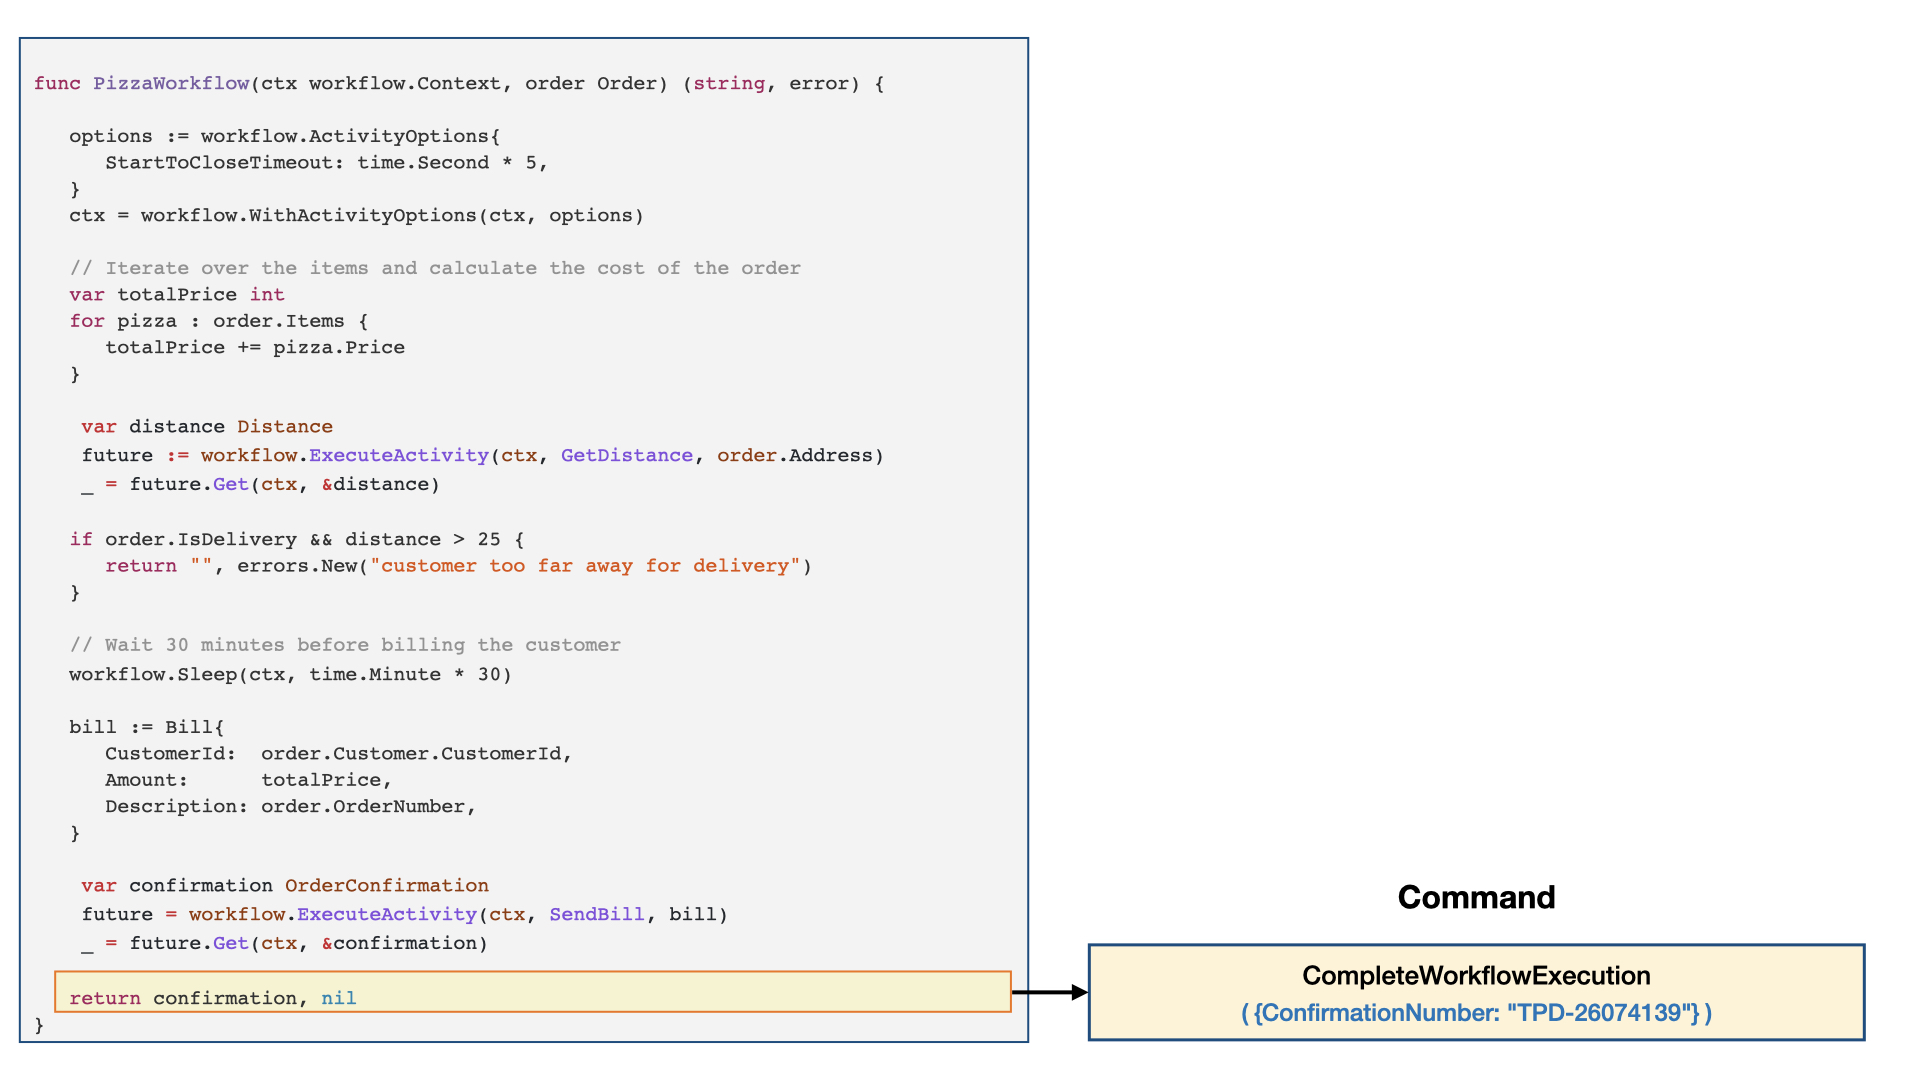 func PizzaWorkflow(ctx workflow.Context, order Order) (string, error) {
options := workflow.ActivityOptions{
StartToCloseTimeout: time.Second * 5,
}
ctx = workflow.WithActivityOptions(ctx, options)
// Iterate over the items and calculate the cost of the order
var totalPrice int
for pizza : order.Items {
totalPrice += pizza.Price
}
var distance Distance
future := workflow.ExecuteActivity(ctx, GetDistance, order.Address)
_ = future.Get(ctx, &distance)
if order.IsDelivery && distance > 25 {
return "", errors.New("customer too far away for delivery")
}
// Wait 30 minutes before billing the customer
workflow.Sleep(ctx, time.Minute * 30)
bill := Bill{
CustomerId: order.Customer.CustomerId,
Amount: totalPrice,
Description: order.OrderNumber,
}
var confirmation OrderConfirmation
future = workflow.ExecuteActivity(ctx, SendBill, bill)
_ = future.Get(ctx, &confirmation)
return confirmation, nil
}
Command
CompleteWorkflowExecution
( {ConfirmationNumber: "TPD-26074139"} )